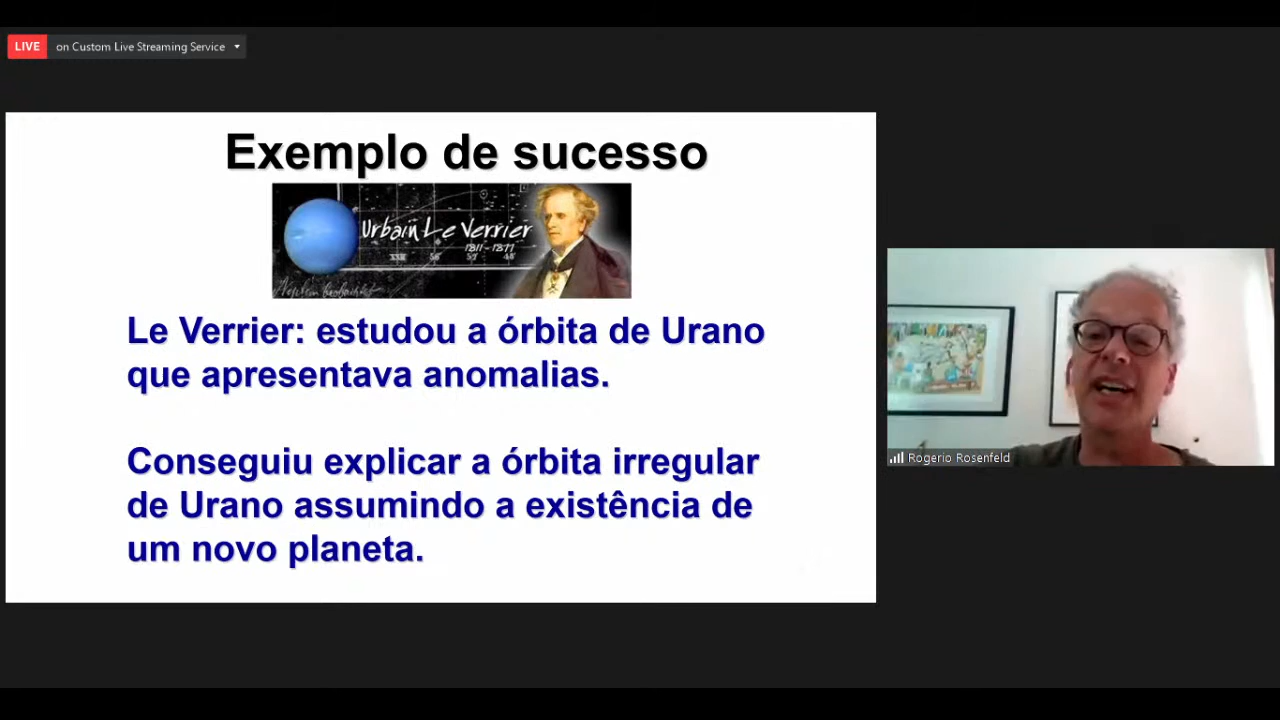 LIVE on Custom Live Streaming Service
Exemplo de sucesso
Urbain Le Verrier
1811-1877
Le Verrier: estudou a órbita de Urano
que apresentava anomalias.
Conseguiu explicar a órbita irregular
de Urano assumindo a existência de
um novo planeta.
Rogerio Rosenfeld